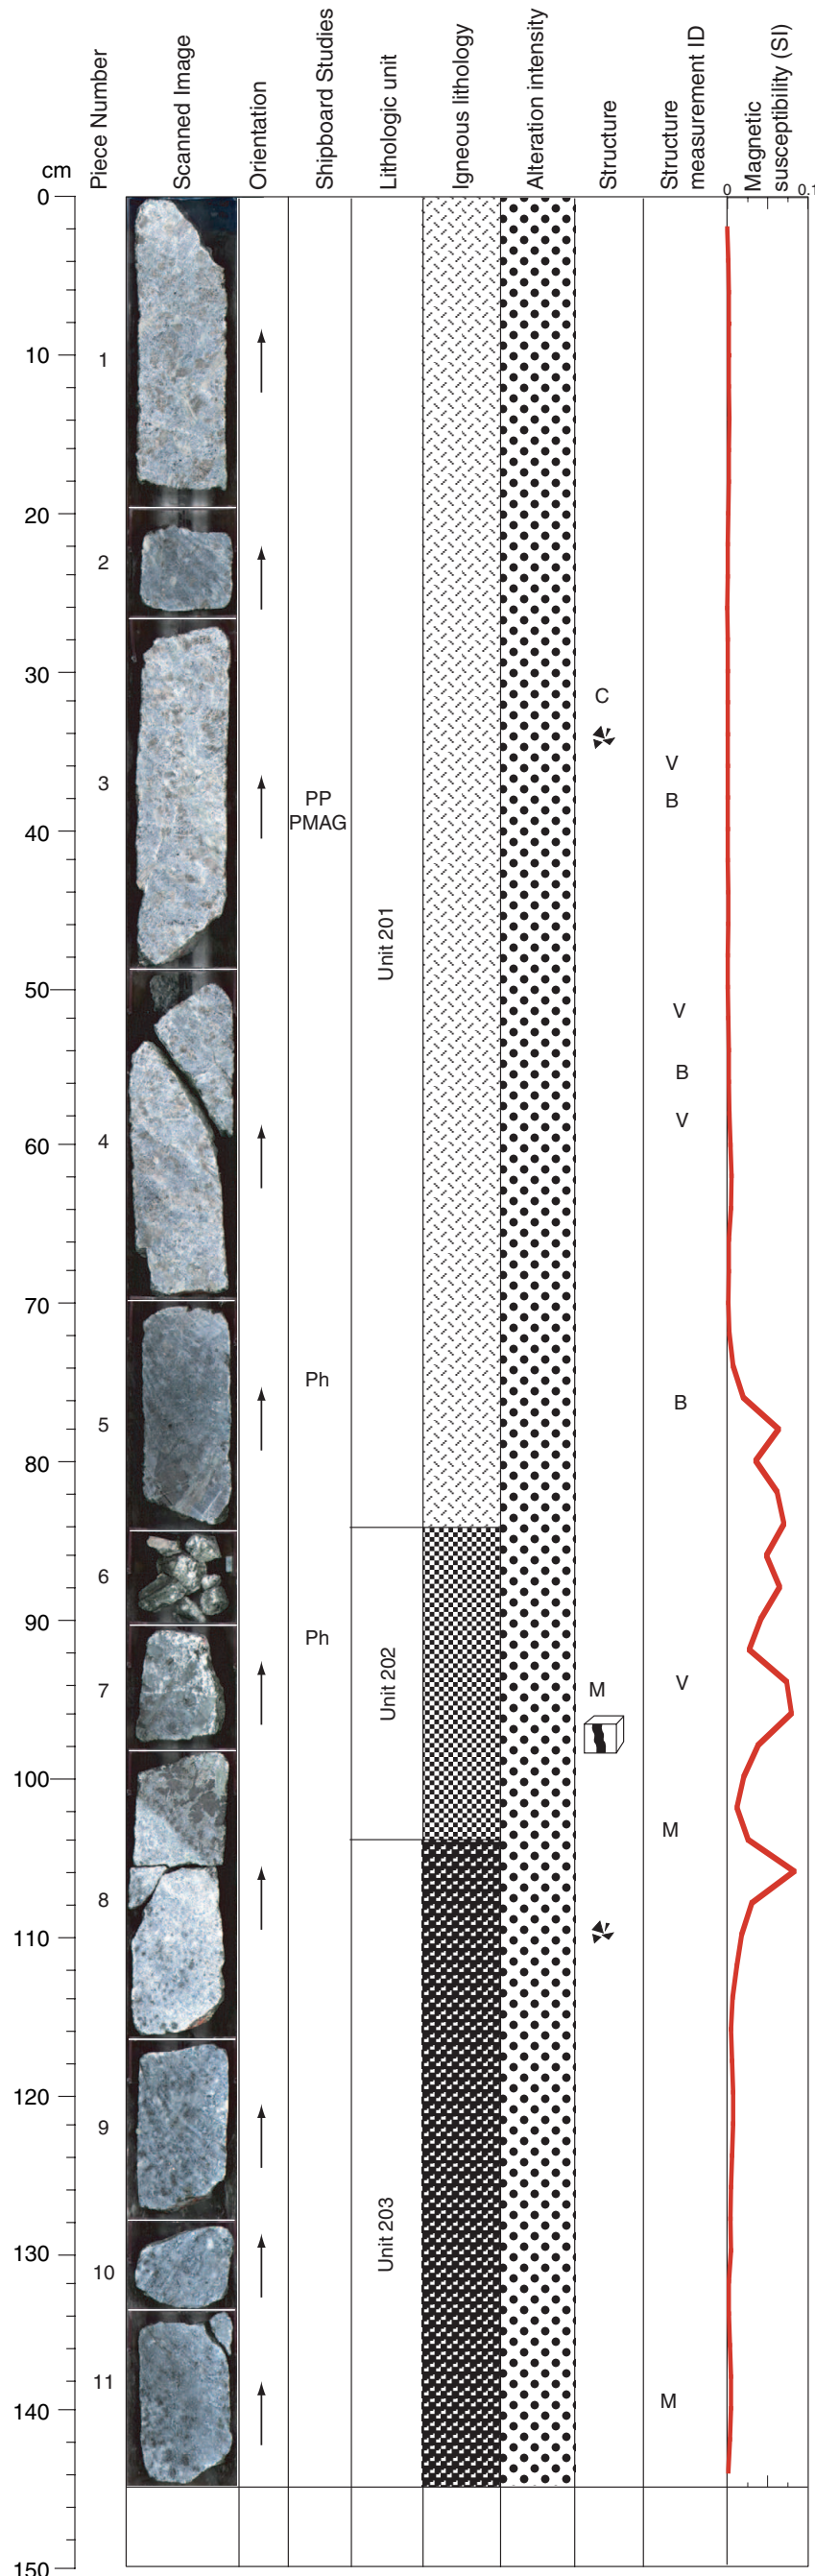 cm
Piece Number
Scanned Image
Orientation
Shipboard Studies
Lithologic unit
Igneous lithology
Alteration intensity
Structure
Structure
measurement ID
Magnetic
susceptibility (SI)
0 0.1
0
10
1
20
2
30
C
V
3
PP
B
PMAG
40
Unit 201
50
V
B
V
4
60
70
Ph
B
5
80
6
90
Ph
Unit 202
V
7
M
100
M
8
110
120
9
Unit 203
130
10
11
M
140
150